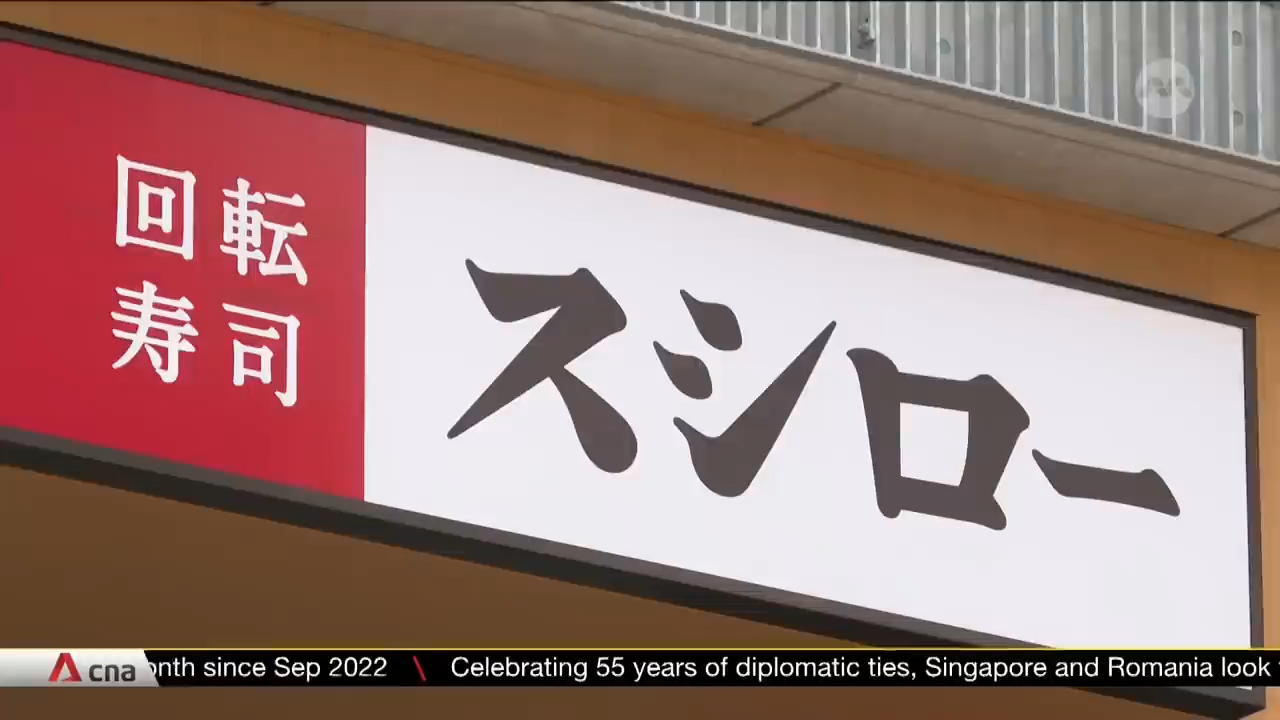 回転
寿司
スシロー
cna
onth since Sep 2022 \ Celebrating 55 years of diplomatic ties, Singapore and Romania look